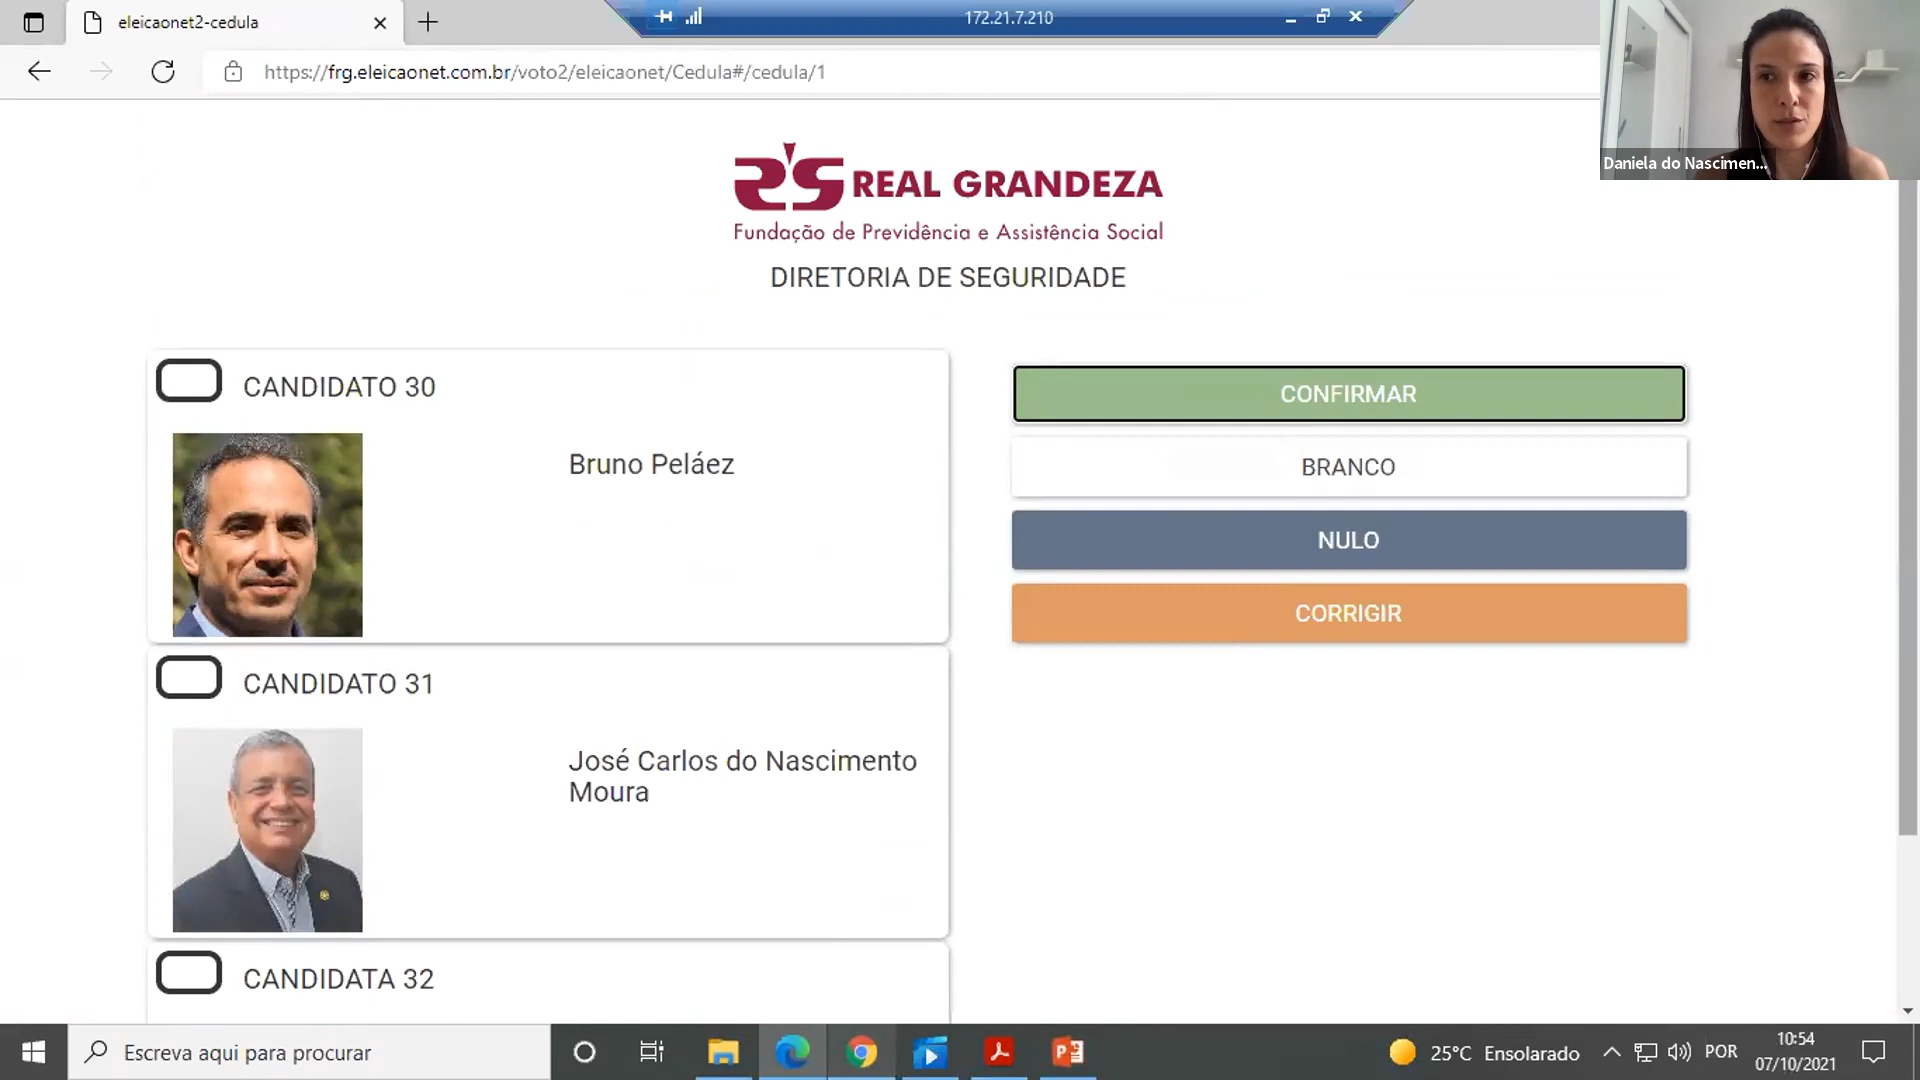 eleicaonet2-cedula
172.21.7.210
https://frg.eleicaonet.com.br/voto2/eleicaonet/Cedula#/cedula/1
Daniela do Nascimen...
REAL GRANDEZA
Fundação de Previdência e Assistência Social
DIRETORIA DE SEGURIDADE
CANDIDATO 30
Bruno Peláez
CANDIDATO 31
José Carlos do Nascimento
Moura
CANDIDATA 32
CONFIRMAR
BRANCO
NULO
CORRIGIR
Escreva aqui para procurar
25°C Ensolarado
POR
10:54
07/10/2021